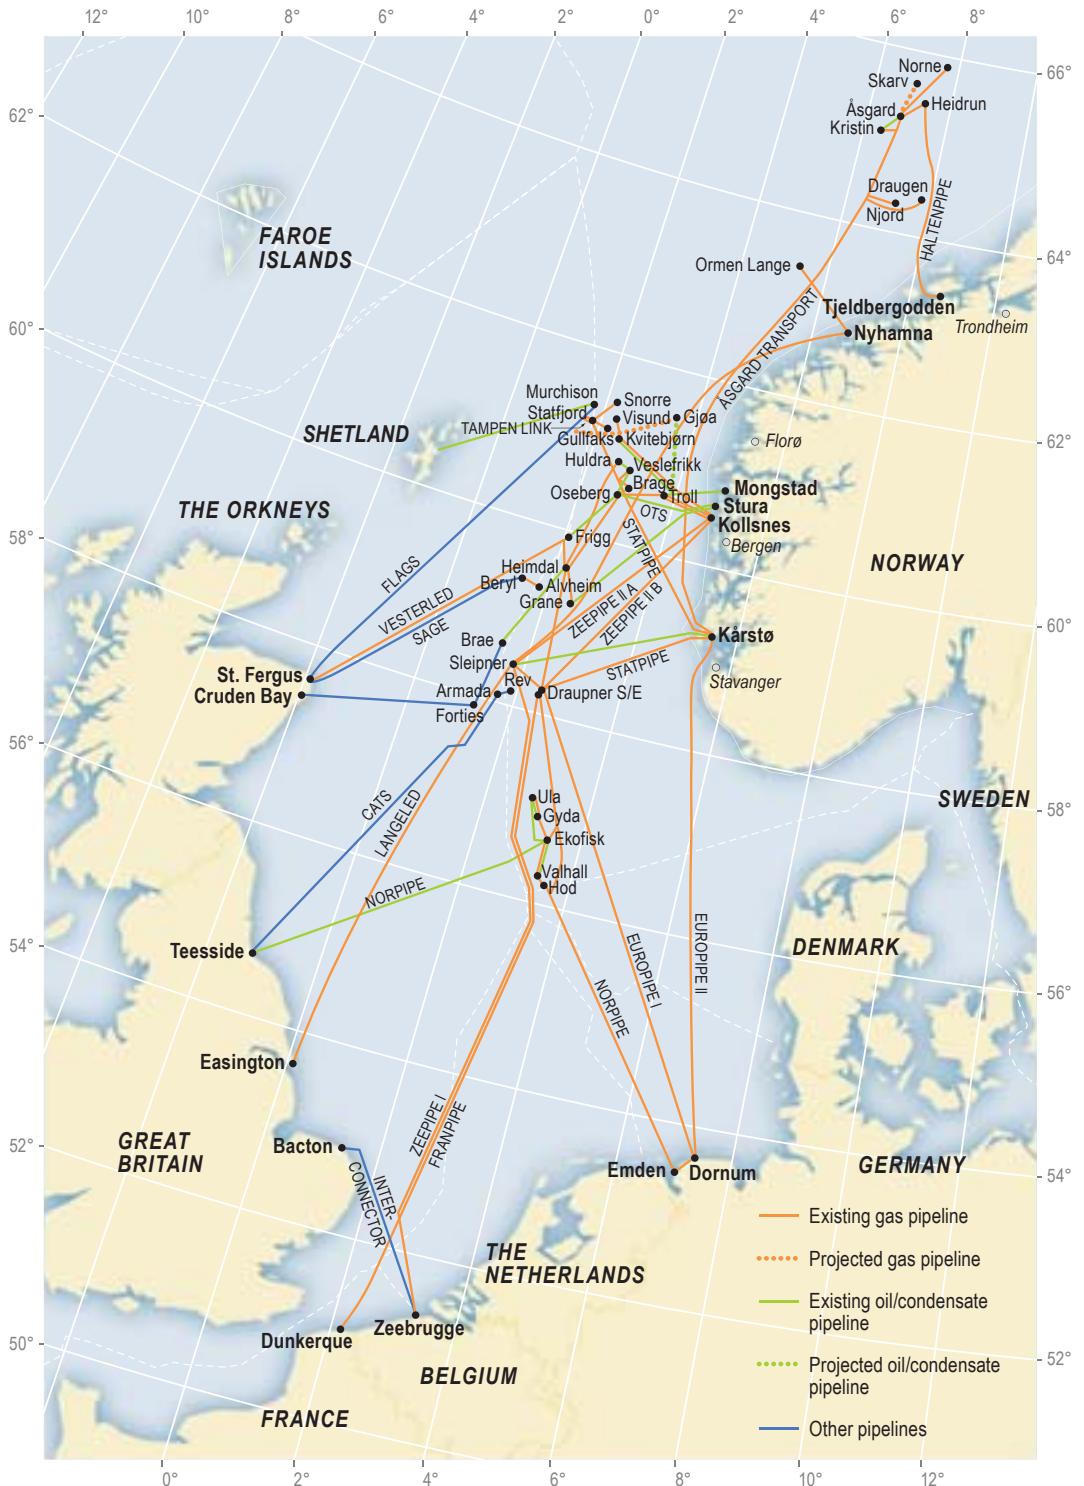 12°
10°
8°
6°
4°
2°
0°
2°
4°
6°
8°
62°
60°
58°
56°
54°
52°
50°
66°
64°
62°
60°
58°
56°
54°
52°
0°
2°
4°
6°
8°
10°
12°
Norne
Skarv
Åsgard
Heidrun
Kristin
Draugen
Njord
HALTENPIPE
Ormen Lange
Tjeldbergodden
Trondheim
Nyhamna
ÅSGARD TRANSPORT
FAROE
ISLANDS
SHETLAND
THE ORKNEYS
Murchison
Snorre
Statfjord
Visund
Gjøa
TAMPEN LINK
Gullfaks
Kvitebjørn
Florø
Huldra
Veslefrikk
Brage
Oseberg
Troll
Mongstad
Stura
OTS
Kollsnes
Bergen
NORWAY
STATPIPE
Frigg
FLAGS
Heimdal
Beryl
Alvheim
Grane
VESTERLED
SAGE
ZEEPIPE II A
ZEEPIPE II B
Brae
Kårstø
Sleipner
STATPIPE
Stavanger
St. Fergus
Rev
Cruden Bay
Armada
Draupner S/E
Forties
CATS
LANGELED
Ula
Gyda
Ekofisk
SWEDEN
Valhall
Hod
NORPIPE
Teesside
EUROPIPE II
EUROPIPE I
DENMARK
NORPIPE
Easington
ZEEPIPE I
FRANPIPE
GREAT
BRITAIN
Bacton
INTER-
CONNECTOR
Emden
Dornum
GERMANY
THE
NETHERLANDS
Dunkerque
Zeebrugge
BELGIUM
FRANCE
Existing gas pipeline
Projected gas pipeline
Existing oil/condensate
pipeline
Projected oil/condensate
pipeline
Other pipelines